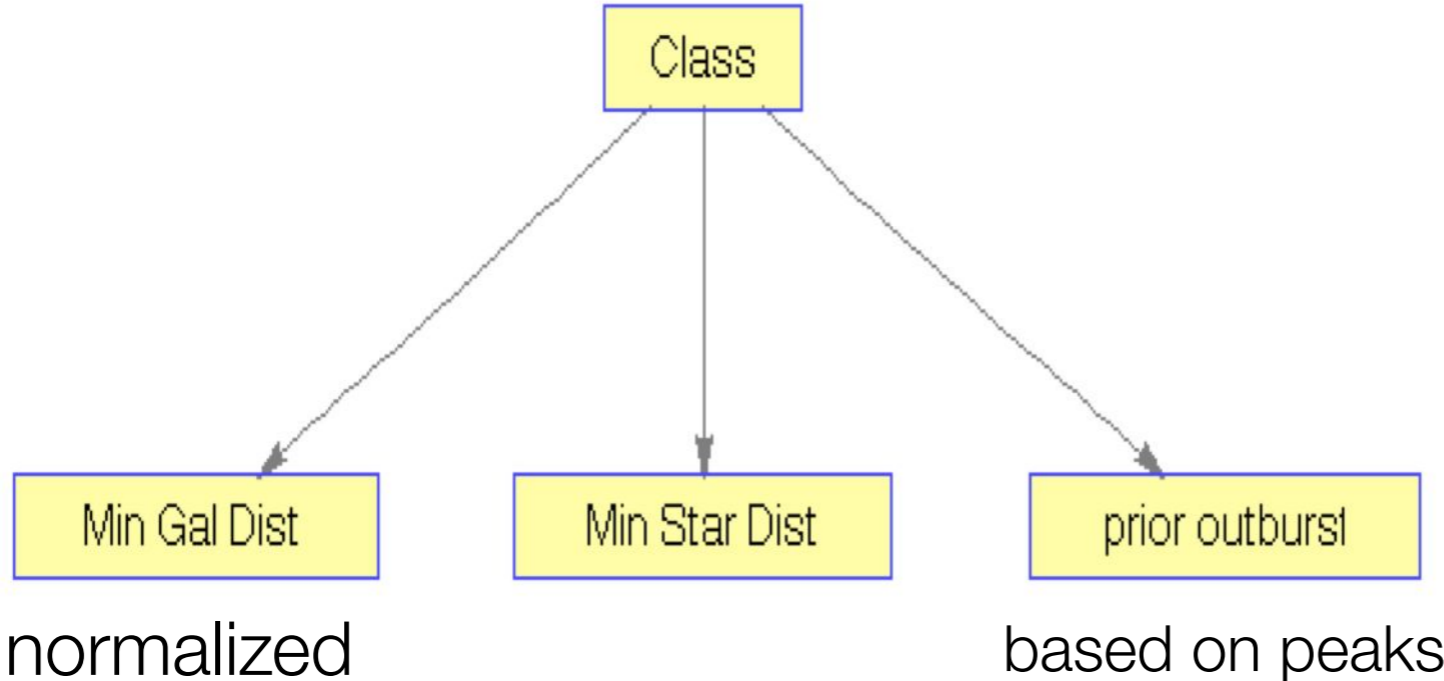 Class
Min Gal Dist
Min Star Dist
prior outburst
normalized
based on peaks